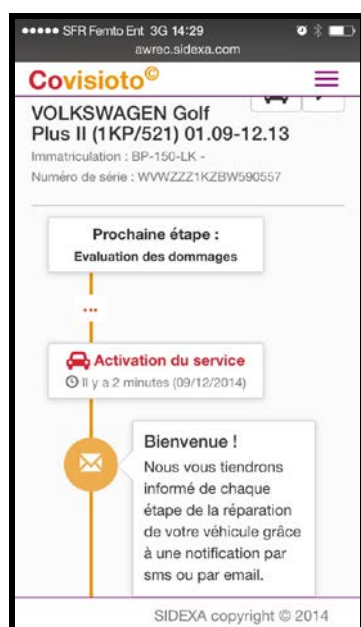 SFR Femto Ent 3G 14:29
awrec.sidexa.com
Covisioto©
VOLKSWAGEN Golf
Plus II (1KP/521) 01.09-12.13
Immatriculation : BP-150-LK -
Numéro de série : WVWZZZ1KZBW590557
Prochaine étape :
Evaluation des dommages
...
Activation du service
Il y a 2 minutes (09/12/2014)
Bienvenue !
Nous vous tiendrons
informé de chaque
étape de la réparation
de votre véhicule grâce
à une notification par
sms ou par email.
SIDEXA copyright © 2014